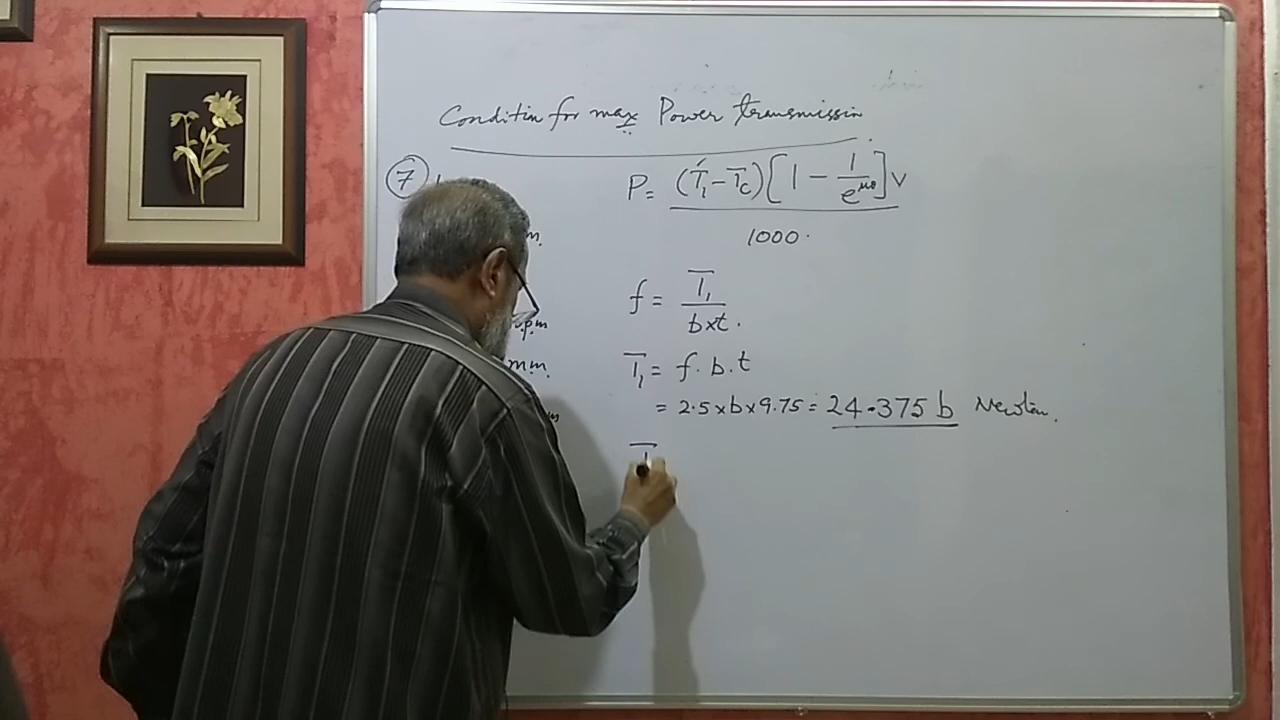 Conditin for max Power transmissin
7
P = (T₁ - Tc)[1 - 1/e^μθ]v / 1000.
m.
f = T₁ / b×t.
.p.m
T₁ = f. b. t
mm.
= 2.5×b×9.75 = 24.375 b Newton.
m
T